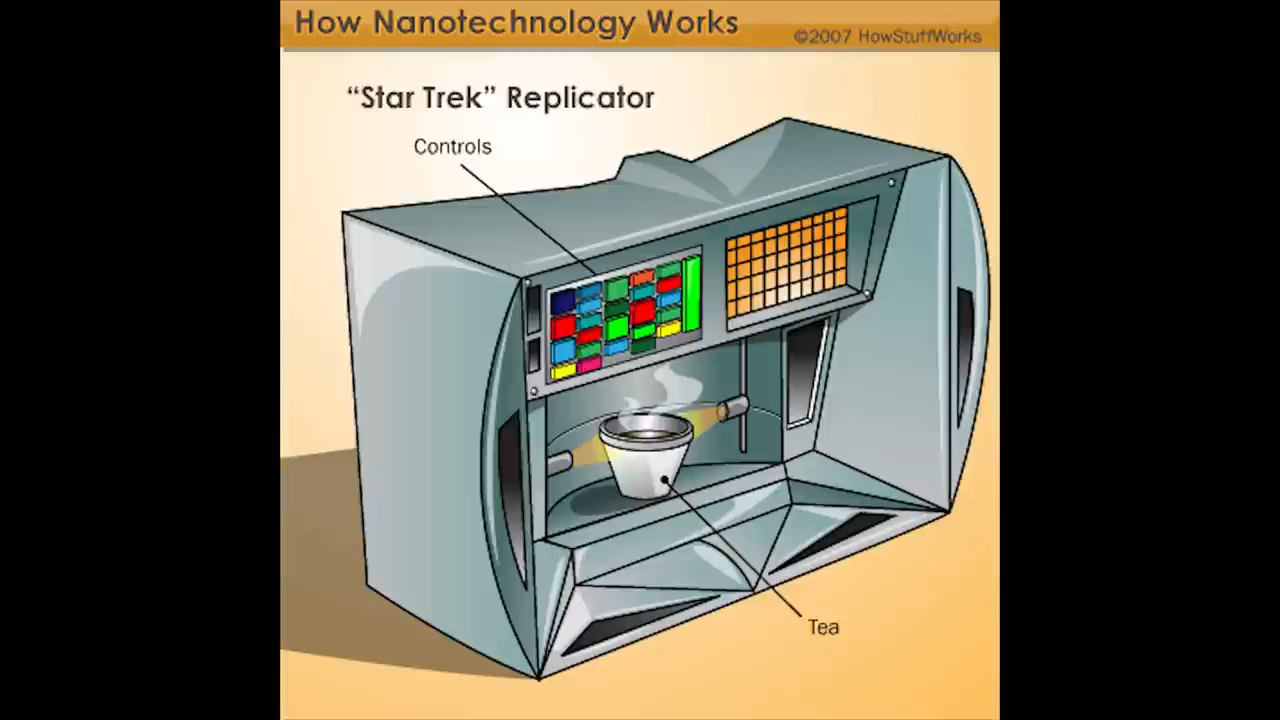 How Nanotechnology Works
©2007 HowStuffWorks
“Star Trek” Replicator
Controls
Tea